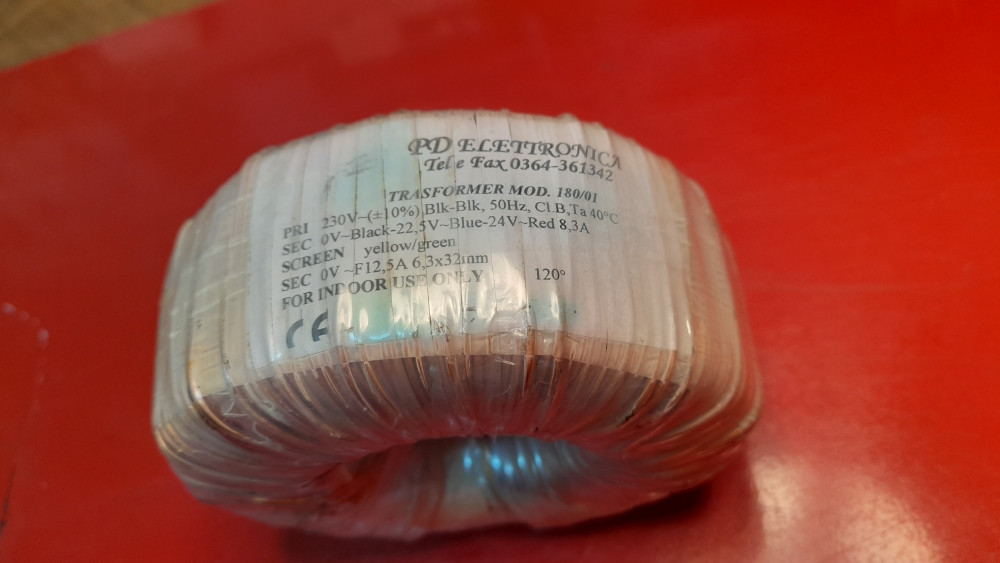 PD ELETTRONICA
Tel e Fax 0364-361342
TRASFORMER MOD. 180/01
PRI 230V~(±10%) Blk-Blk, 50Hz, Cl.B,Ta 40°C
SEC 0V~Black-22,5V~Blue-24V~Red 8,3A
SCREEN yellow/green
SEC 0V ~F12,5A 6,3x32mm
FOR INDOOR USE ONLY 120°
CE